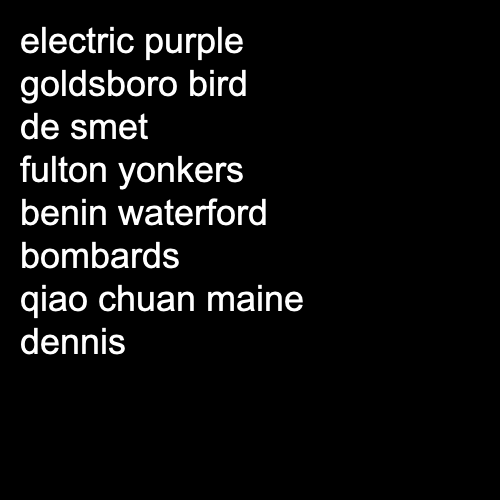 electric purple
goldsboro bird
de smet
fulton yonkers
benin waterford
bombards
qiao chuan maine
dennis